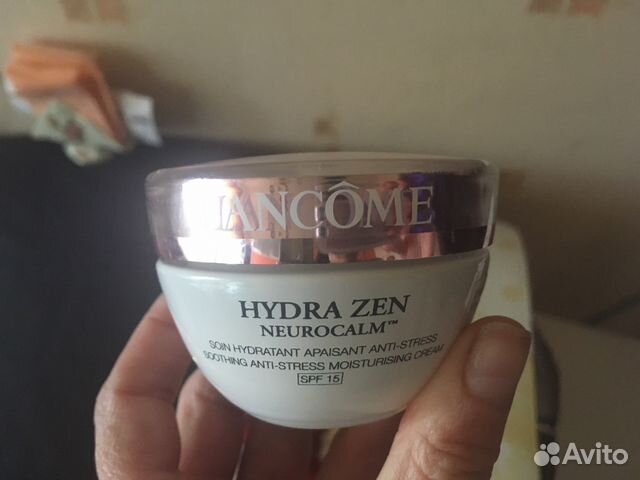 LANCÔME
HYDRA ZEN
NEUROCALM™
SOIN HYDRATANT APAISANT ANTI-STRESS
SOOTHING ANTI-STRESS MOISTURISING CREAM
SPF 15
Avito